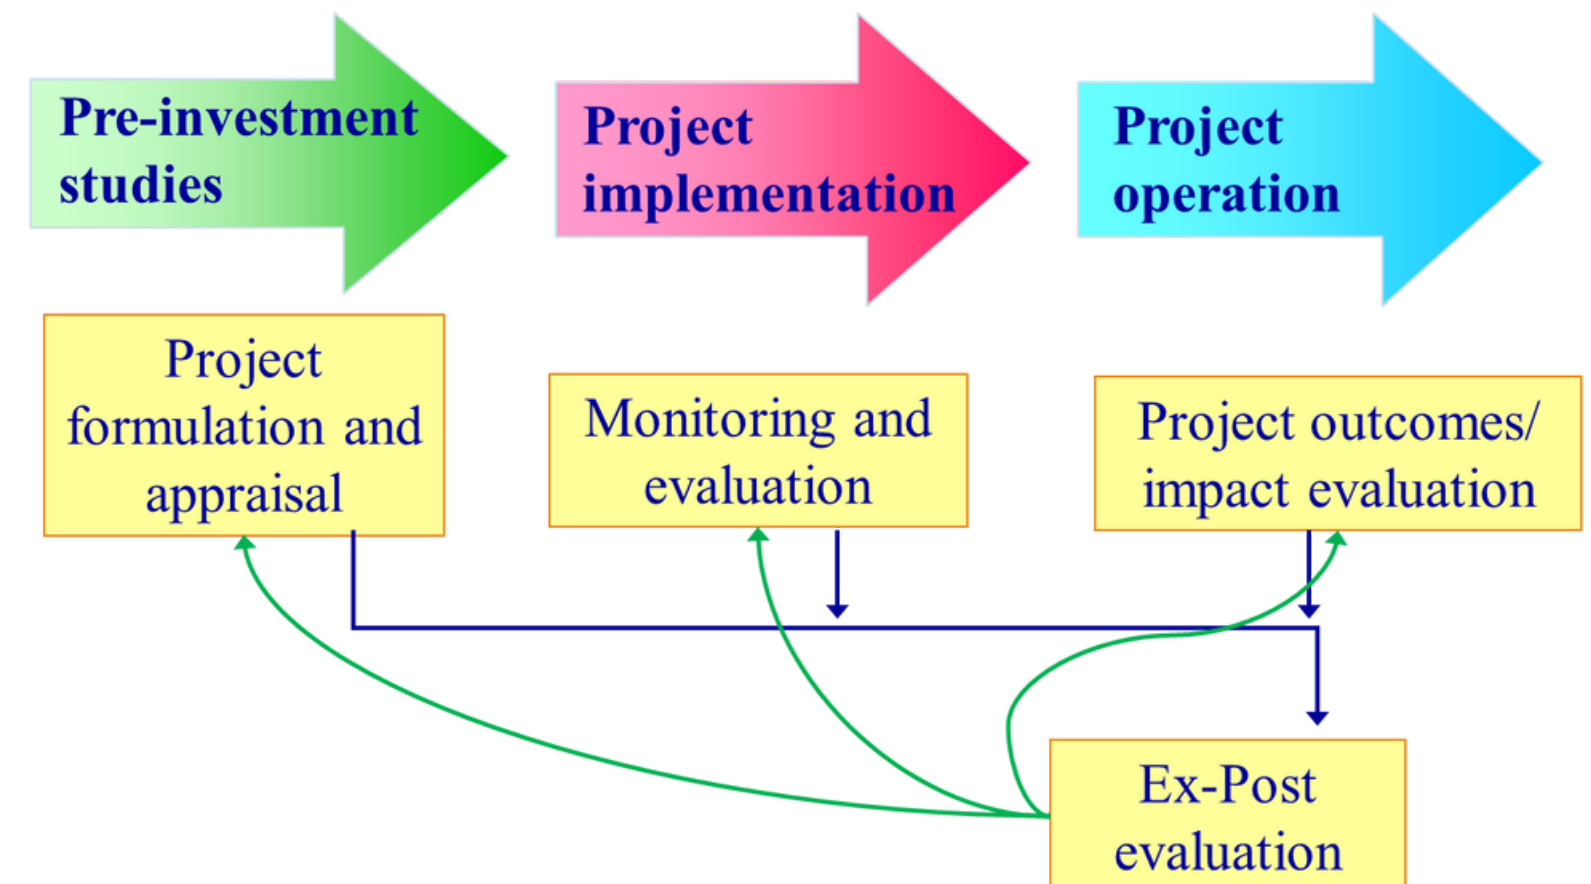 Pre-investment
studies
Project
implementation
Project
operation
Project
formulation and
appraisal
Monitoring and
evaluation
Project outcomes/
impact evaluation
Ex-Post
evaluation